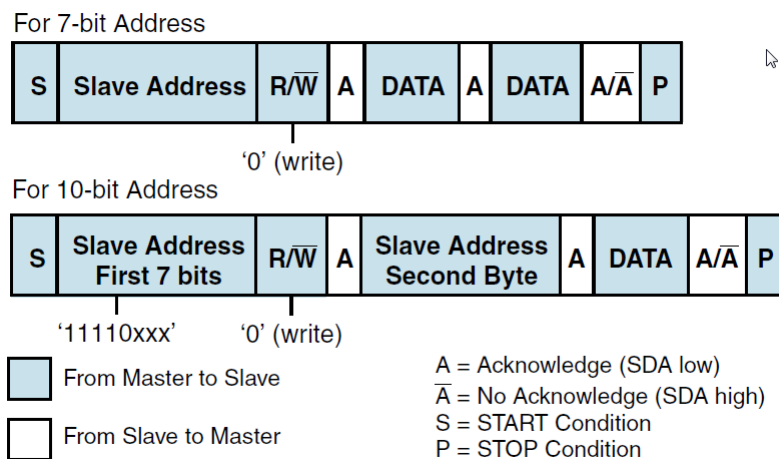 For 7-bit Address
S Slave Address R/W̅ A DATA A DATA A/A̅ P
‘0’ (write)
For 10-bit Address
S Slave Address First 7 bits R/W̅ A Slave Address Second Byte A DATA A/A̅ P
‘11110xxx’ ‘0’ (write)
From Master to Slave
From Slave to Master
A = Acknowledge (SDA low)
A̅ = No Acknowledge (SDA high)
S = START Condition
P = STOP Condition